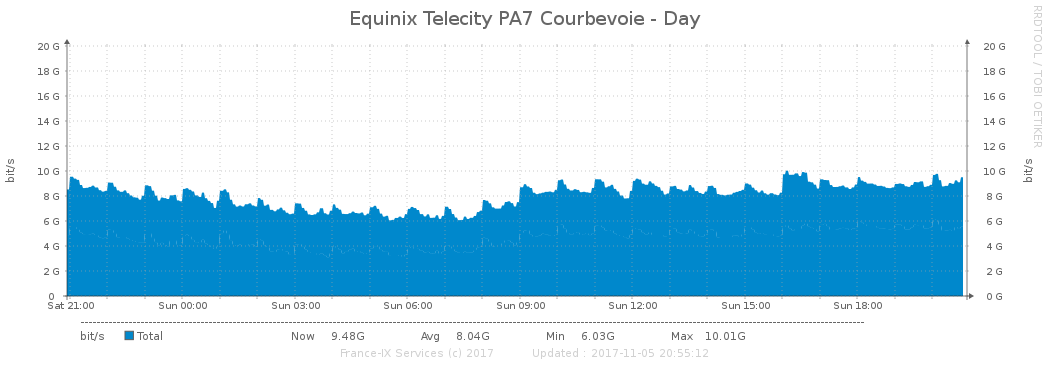 Equinix Telecity PA7 Courbevoie - Day
RRDTOOL / TOBI OETIKER
bit/s
bit/s
20 G 20 G
18 G 18 G
16 G 16 G
14 G 14 G
12 G 12 G
10 G 10 G
8 G 8 G
6 G 6 G
4 G 4 G
2 G 2 G
0 0 G
Sat 21:00 Sun 00:00 Sun 03:00 Sun 06:00 Sun 09:00 Sun 12:00 Sun 15:00 Sun 18:00
bit/s Total Now 9.48G Avg 8.04G Min 6.03G Max 10.01G
France-IX Services (c) 2017 Updated : 2017-11-05 20:55:12